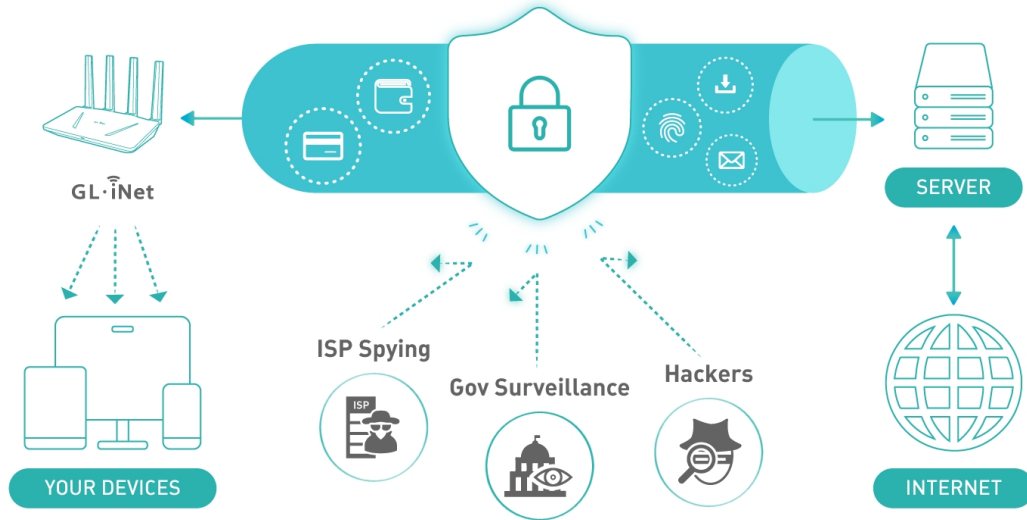 GL·iNet
SERVER
ISP Spying
Gov Surveillance
Hackers
ISP
YOUR DEVICES
INTERNET